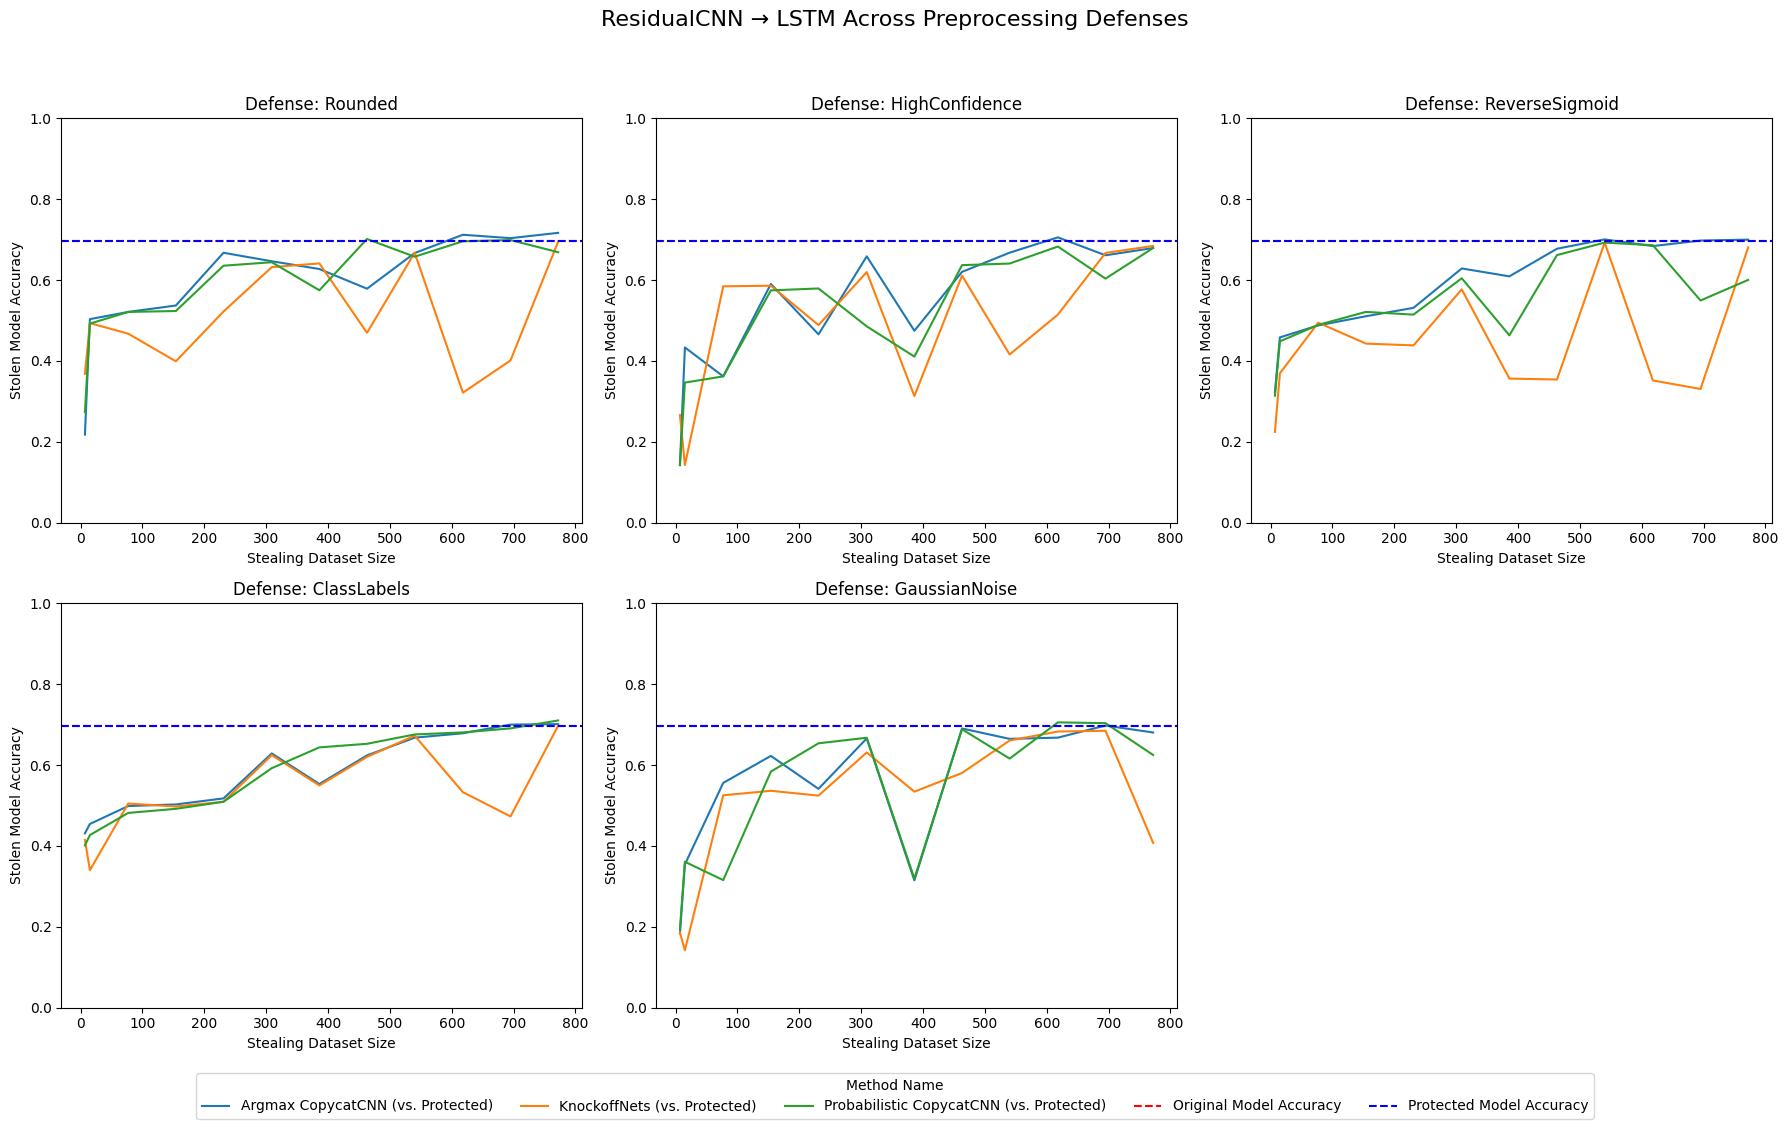 ResidualCNN → LSTM Across Preprocessing Defenses
Defense: Rounded
1.0
0.8
0.6
0.4
0.2
0.0
Stolen Model Accuracy
0 100 200 300 400 500 600 700 800
Stealing Dataset Size
Defense: HighConfidence
1.0
0.8
0.6
0.4
0.2
0.0
Stolen Model Accuracy
0 100 200 300 400 500 600 700 800
Stealing Dataset Size
Defense: ReverseSigmoid
1.0
0.8
0.6
0.4
0.2
0.0
Stolen Model Accuracy
0 100 200 300 400 500 600 700 800
Stealing Dataset Size
Defense: ClassLabels
1.0
0.8
0.6
0.4
0.2
0.0
Stolen Model Accuracy
0 100 200 300 400 500 600 700 800
Stealing Dataset Size
Defense: GaussianNoise
1.0
0.8
0.6
0.4
0.2
0.0
Stolen Model Accuracy
0 100 200 300 400 500 600 700 800
Stealing Dataset Size
Method Name
Argmax CopycatCNN (vs. Protected) KnockoffNets (vs. Protected) Probabilistic CopycatCNN (vs. Protected) Original Model Accuracy Protected Model Accuracy